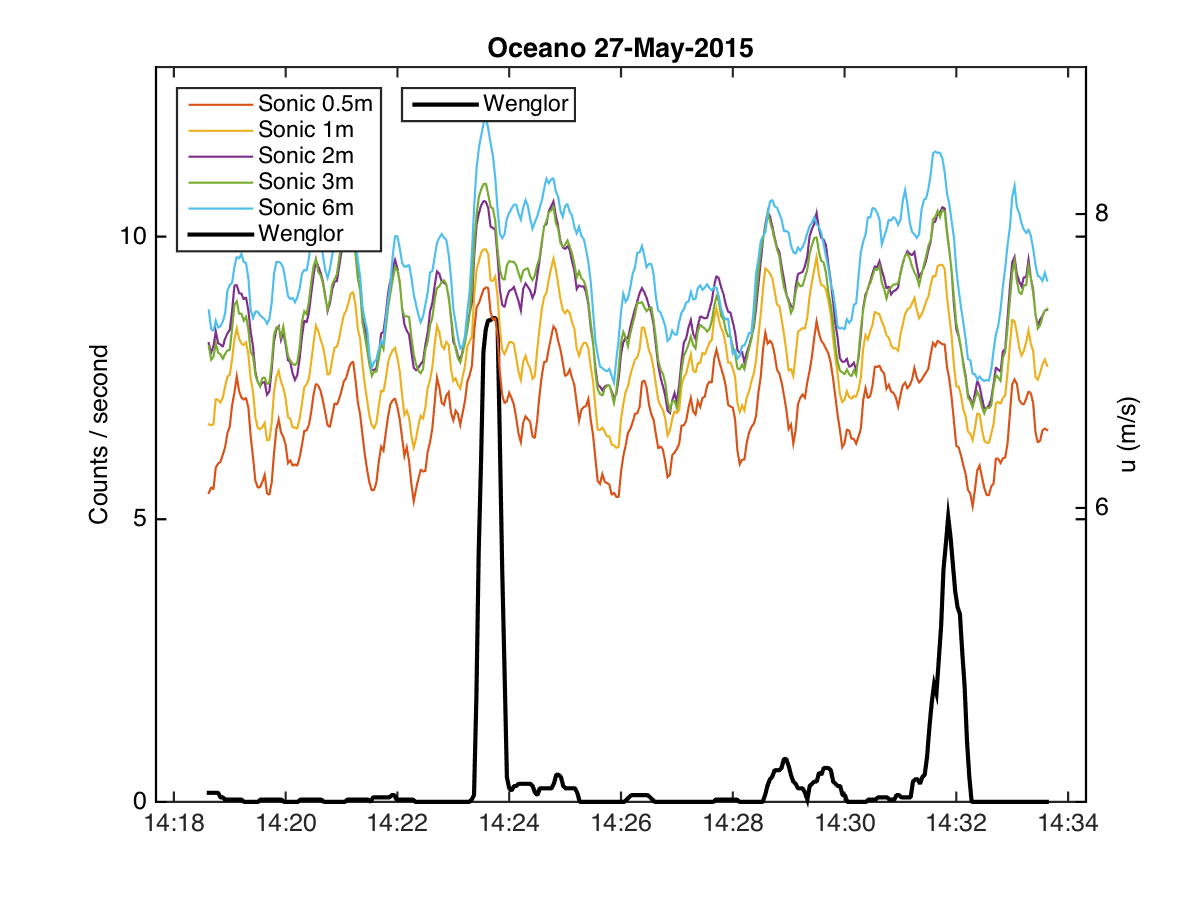 Oceano 27-May-2015
Sonic 0.5m
Sonic 1m
Sonic 2m
Sonic 3m
Sonic 6m
Wenglor
Wenglor
Counts / second
10
5
0
8
6
u (m/s)
14:18 14:20 14:22 14:24 14:26 14:28 14:30 14:32 14:34